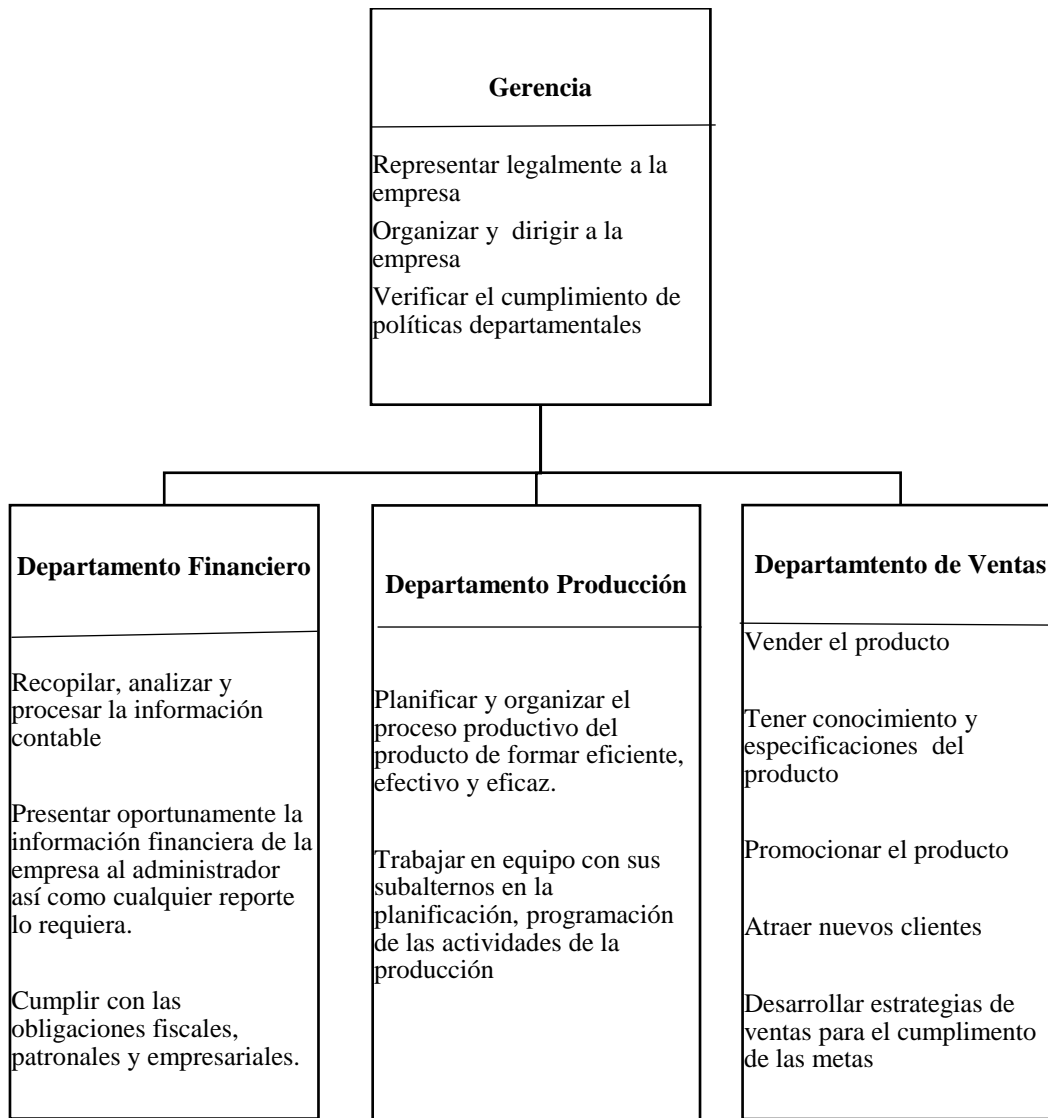 Gerencia
Representar legalmente a la
empresa
Organizar y  dirigir a la
empresa
Verificar el cumplimiento de
políticas departamentales
Departamento Financiero
Recopilar, analizar y
procesar la información
contable
Presentar oportunamente la
información financiera de la
empresa al administrador
así como cualquier reporte
lo requiera.
Cumplir con las
obligaciones fiscales,
patronales y empresariales.
Departamento Producción
Planificar y organizar el
proceso productivo del
producto de formar eficiente,
efectivo y eficaz.
Trabajar en equipo con sus
subalternos en la
planificación, programación
de las actividades de la
producción
Departamtento de Ventas
Vender el producto
Tener conocimiento y
especificaciones  del
producto
Promocionar el producto
Atraer nuevos clientes
Desarrollar estrategias de
ventas para el cumplimento
de las metas